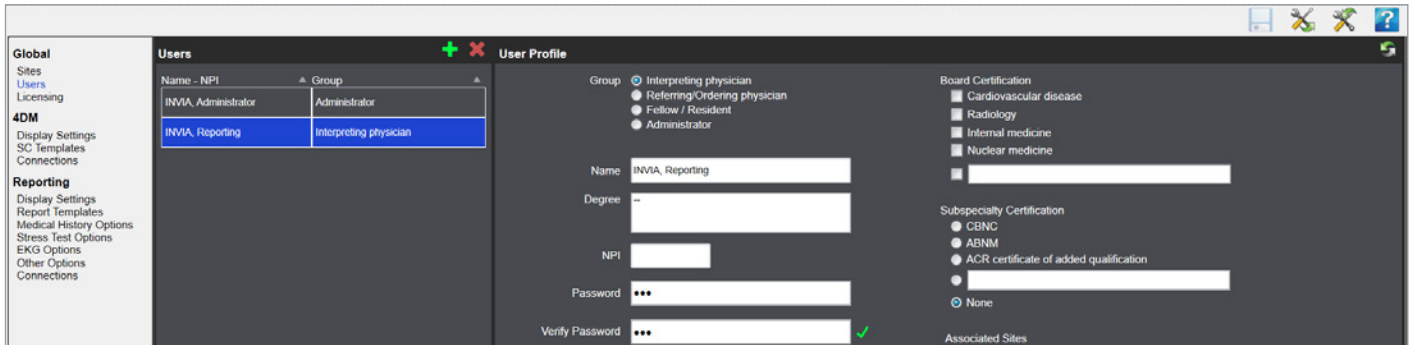 ?
Global
Sites
Users
Licensing
4DM
Display Settings
SC Templates
Connections
Reporting
Display Settings
Report Templates
Medical History Options
Stress Test Options
EKG Options
Other Options
Connections
Users
Name - NPI Group
INVIA, Administrator Administrator
INVIA, Reporting Interpreting physician
User Profile
Group Interpreting physician
Referring/Ordering physician
Fellow / Resident
Administrator
Name INVIA, Reporting
Degree --
NPI
Password •••
Verify Password •••
Board Certification
Cardiovascular disease
Radiology
Internal medicine
Nuclear medicine
Subspecialty Certification
CBNC
ABNM
ACR certificate of added qualification
None
Associated Sites